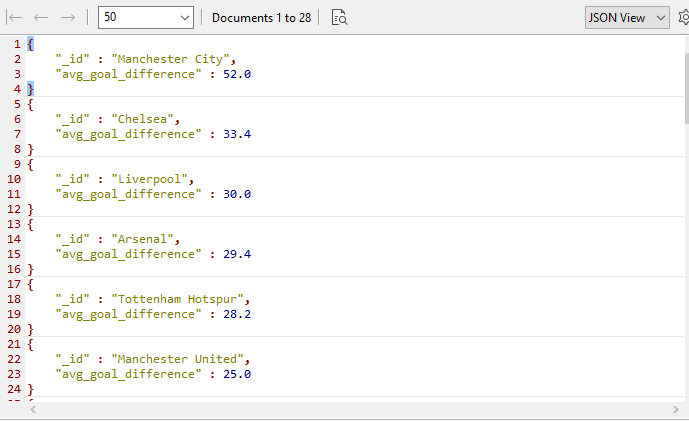 50 Documents 1 to 28 JSON View
1 {
2 "_id" : "Manchester City",
3 "avg_goal_difference" : 52.0
4 }
5 {
6 "_id" : "Chelsea",
7 "avg_goal_difference" : 33.4
8 }
9 {
10 "_id" : "Liverpool",
11 "avg_goal_difference" : 30.0
12 }
13 {
14 "_id" : "Arsenal",
15 "avg_goal_difference" : 29.4
16 }
17 {
18 "_id" : "Tottenham Hotspur",
19 "avg_goal_difference" : 28.2
20 }
21 {
22 "_id" : "Manchester United",
23 "avg_goal_difference" : 25.0
24 }